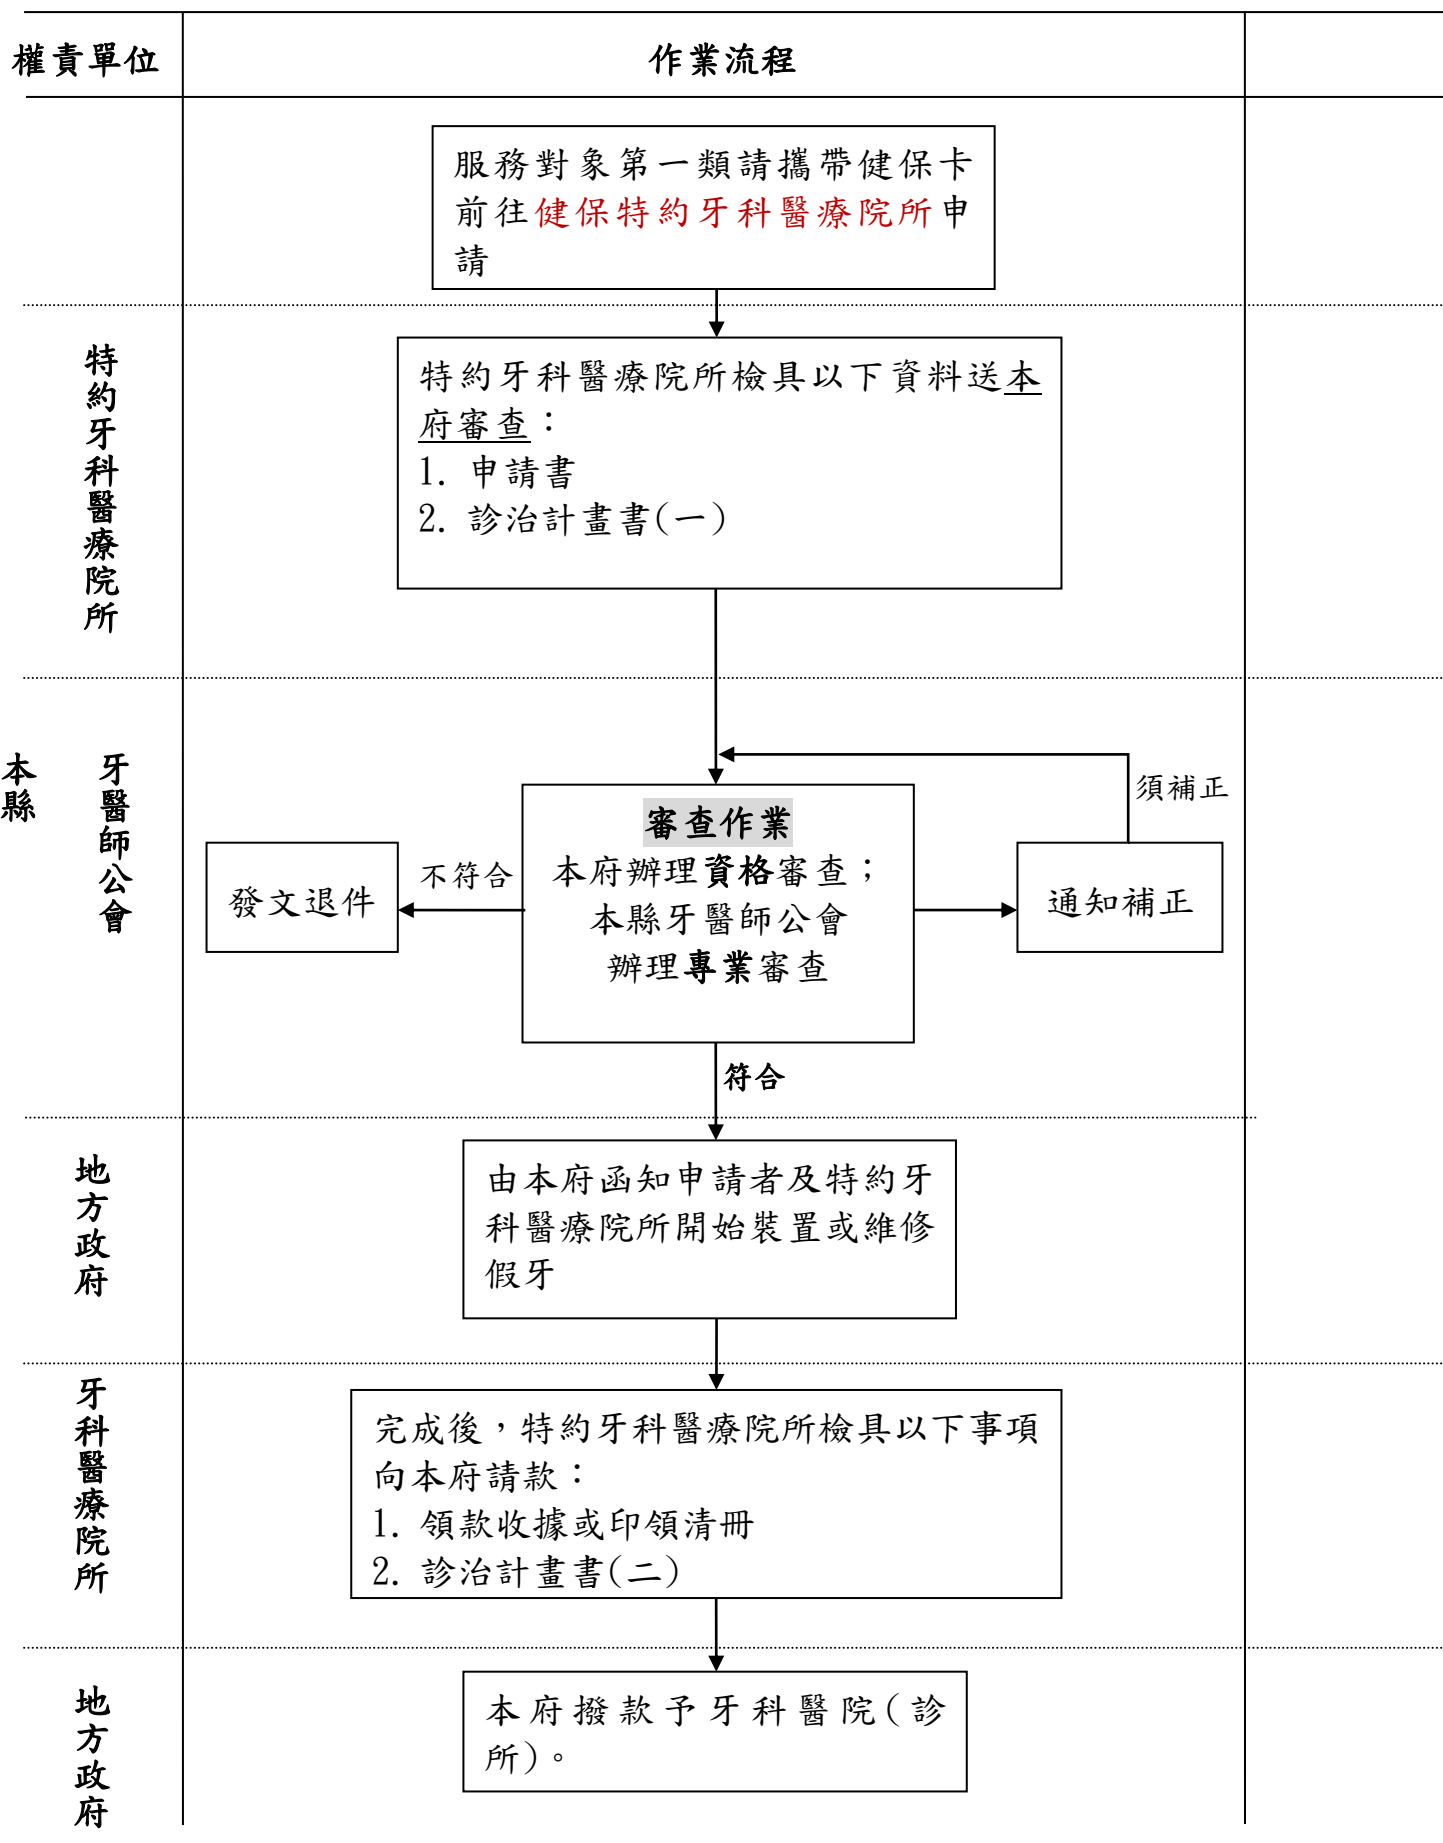 權責單位
作業流程
服務對象第一類請攜帶健保卡
前往健保特約牙科醫療院所申
請
特約牙科醫療院所
特約牙科醫療院所檢具以下資料送本
府審查：
1. 申請書
2. 診治計畫書(一)
本縣
牙醫師公會
須補正
審查作業
本府辦理資格審查；
本縣牙醫師公會
辦理專業審查
不符合
發文退件
通知補正
符合
地方政府
由本府函知申請者及特約牙
科醫療院所開始裝置或維修
假牙
牙科醫療院所
完成後，特約牙科醫療院所檢具以下事項
向本府請款：
1. 領款收據或印領清冊
2. 診治計畫書(二)
地方政府
本府撥款予牙科醫院(診
所)。